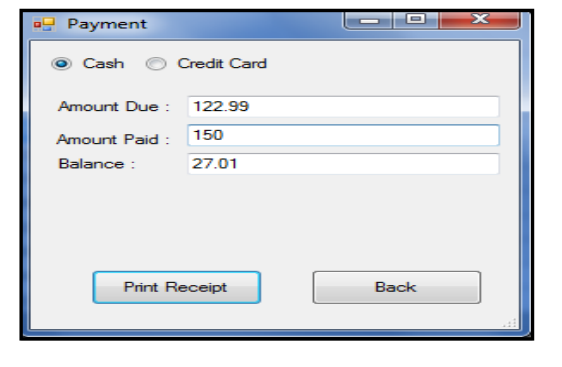 Payment
Cash Credit Card
Amount Due : 122.99
Amount Paid : 150
Balance : 27.01
Print Receipt Back